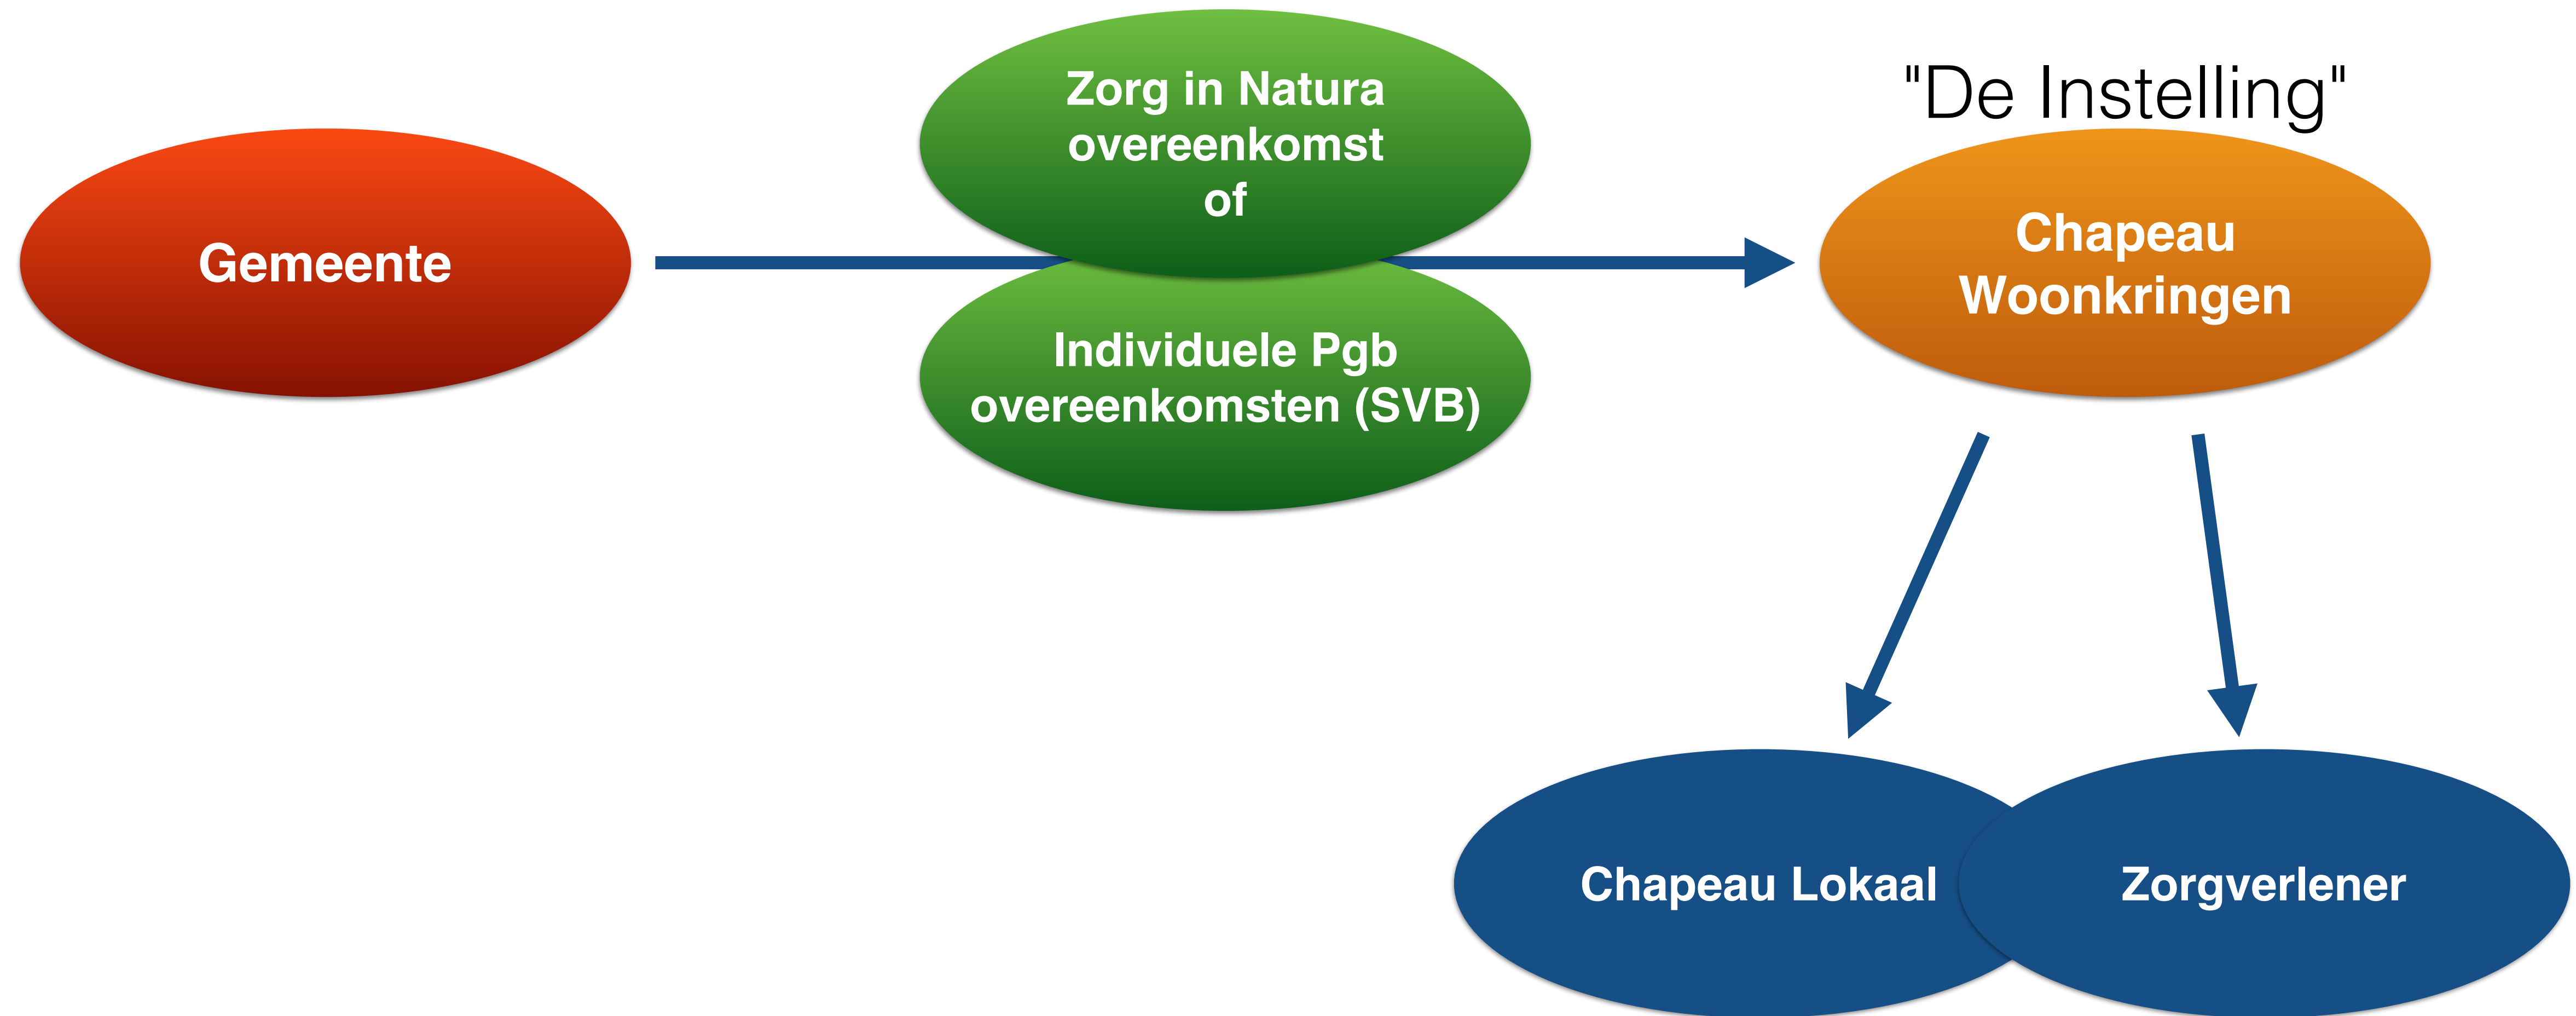 Zorg in Natura
overeenkomst
of
"De Instelling"
Gemeente
Chapeau
Woonkringen
Individuele Pgb
overeenkomsten (SVB)
Chapeau Lokaal
Zorgverlener